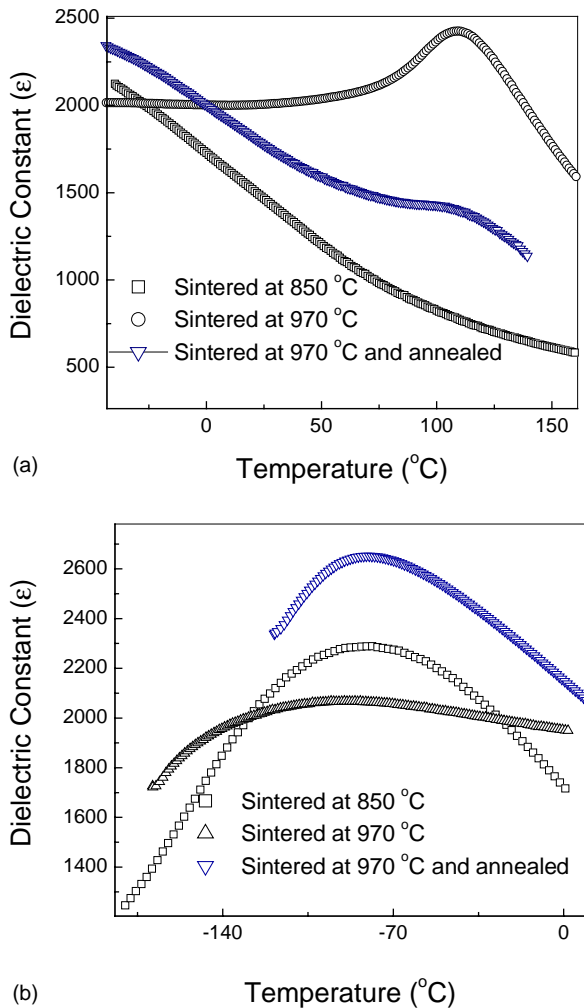 2500
2000
1500
1000
500
Dielectric Constant (ε)
Sintered at 850 °C
Sintered at 970 °C
Sintered at 970 °C and annealed
0 50 100 150
(a)
Temperature (°C)
2600
2400
2200
2000
1800
1600
1400
Dielectric Constant (ε)
Sintered at 850 °C
Sintered at 970 °C
Sintered at 970 °C and annealed
-140 -70 0
(b)
Temperature (°C)